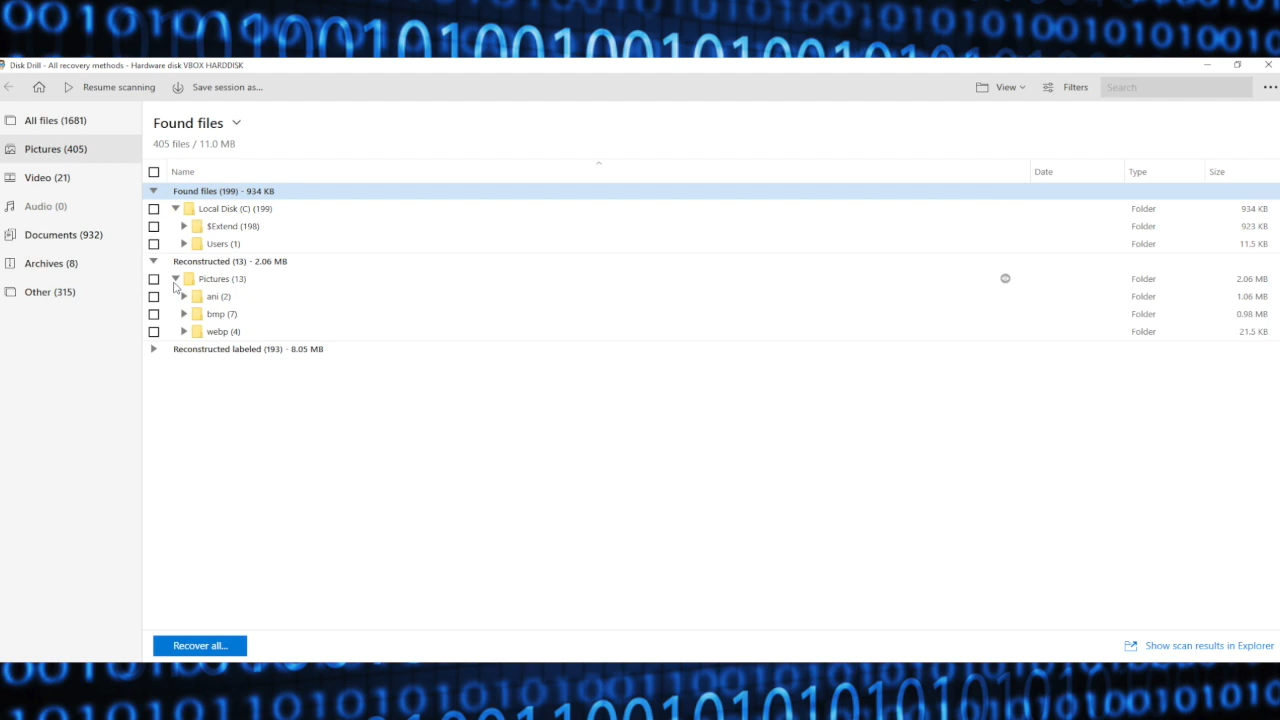 Disk Drill - All recovery methods - Hardware disk VBOX HARDDISK
Resume scanning Save session as... View Filters Search
All files (1681)
Pictures (405)
Video (21)
Audio (0)
Documents (932)
Archives (8)
Other (315)
Found files
405 files / 11.0 MB
Name Date Type Size
Found files (199) - 934 KB
Local Disk (C) (199) Folder 934 KB
$Extend (198) Folder 923 KB
Users (1) Folder 11.5 KB
Reconstructed (13) - 2.06 MB
Pictures (13) Folder 2.06 MB
ani (2) Folder 1.06 MB
bmp (7) Folder 0.98 MB
webp (4) Folder 21.5 KB
Reconstructed labeled (193) - 8.05 MB
Recover all... Show scan results in Explorer